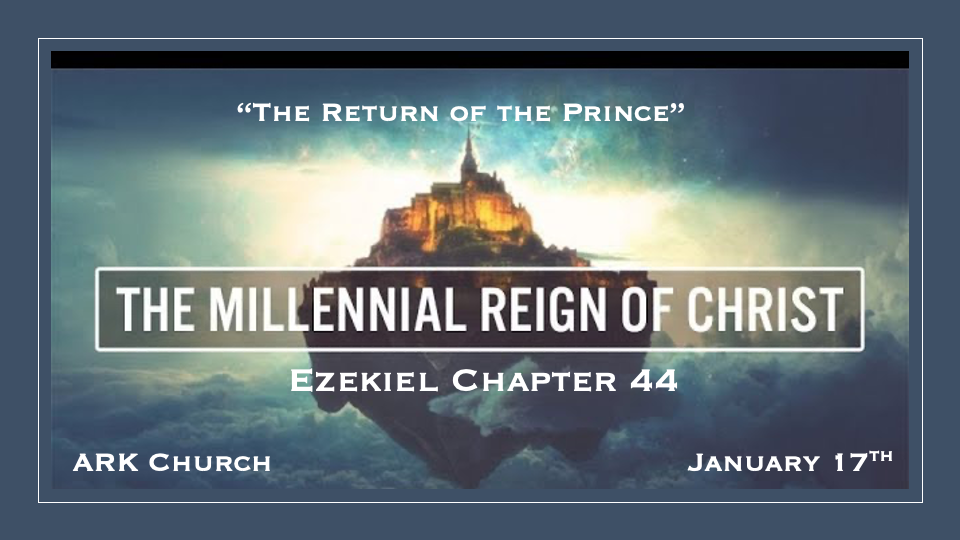 “The Return of the Prince”
THE MILLENNIAL REIGN OF CHRIST
Ezekiel Chapter 44
ARK Church
January 17TH